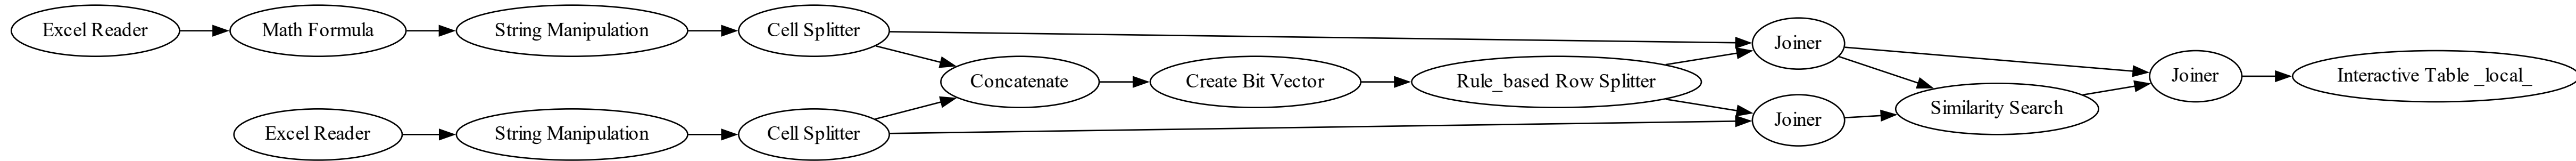 Excel Reader
Math Formula
String Manipulation
Cell Splitter
Joiner
Concatenate
Create Bit Vector
Rule_based Row Splitter
Joiner
Interactive Table _local_
Similarity Search
Excel Reader
String Manipulation
Cell Splitter
Joiner